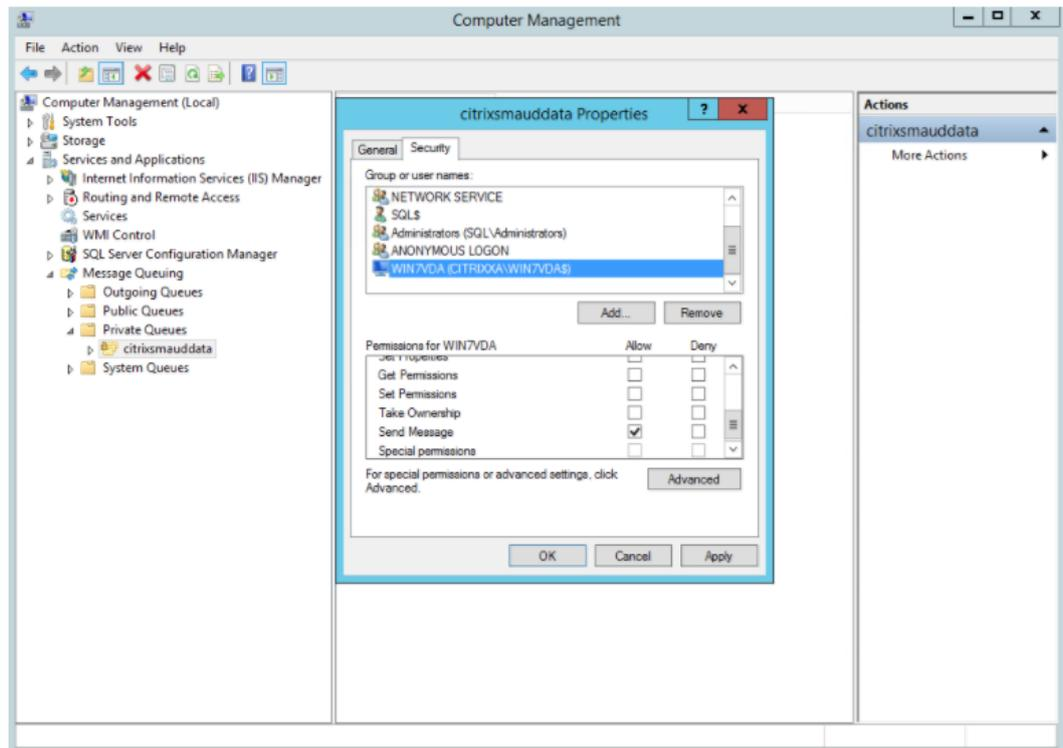 Computer Management
File Action View Help
Computer Management (Local)
System Tools
Storage
Services and Applications
Internet Information Services (IIS) Manager
Routing and Remote Access
Services
WMI Control
SQL Server Configuration Manager
Message Queuing
Outgoing Queues
Public Queues
Private Queues
citrixsmauddata
System Queues
citrixsmauddata Properties
General Security
Group or user names:
NETWORK SERVICE
SQL$
Administrators (SQL\Administrators)
ANONYMOUS LOGON
WIN7VDA (CITRIXXA\WIN7VDA$)
Add... Remove
Permissions for WIN7VDA Allow Deny
Set Properties
Get Permissions
Set Permissions
Take Ownership
Send Message
Special permissions
For special permissions or advanced settings, click
Advanced.
Advanced
OK Cancel Apply
Actions
citrixsmauddata
More Actions